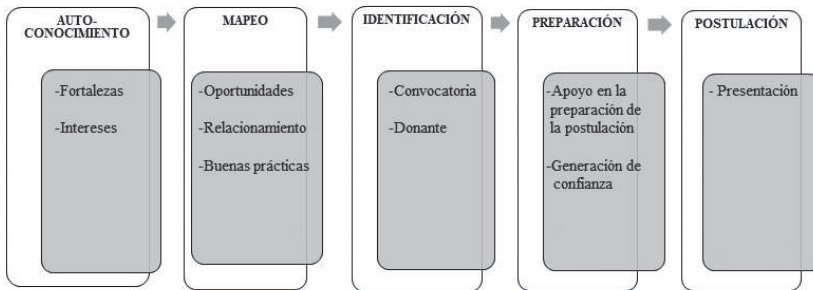 AUTO-
CONOCIMIENTO
-Fortalezas
-Intereses
MAPEO
-Oportunidades
-Relacionamiento
-Buenas prácticas
IDENTIFICACIÓN
-Convocatoria
-Donante
PREPARACIÓN
-Apoyo en la
preparación de
la postulación
-Generación de
confianza
POSTULACIÓN
- Presentación